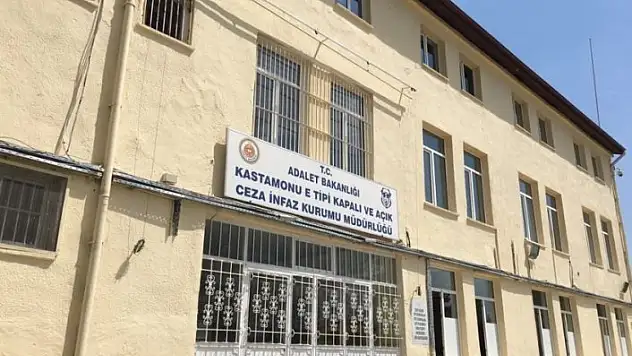 T.C.
ADALET BAKANLIĞI
KASTAMONU E TİPİ KAPALI VE AÇIK
CEZA İNFAZ KURUMU MÜDÜRLÜĞÜ